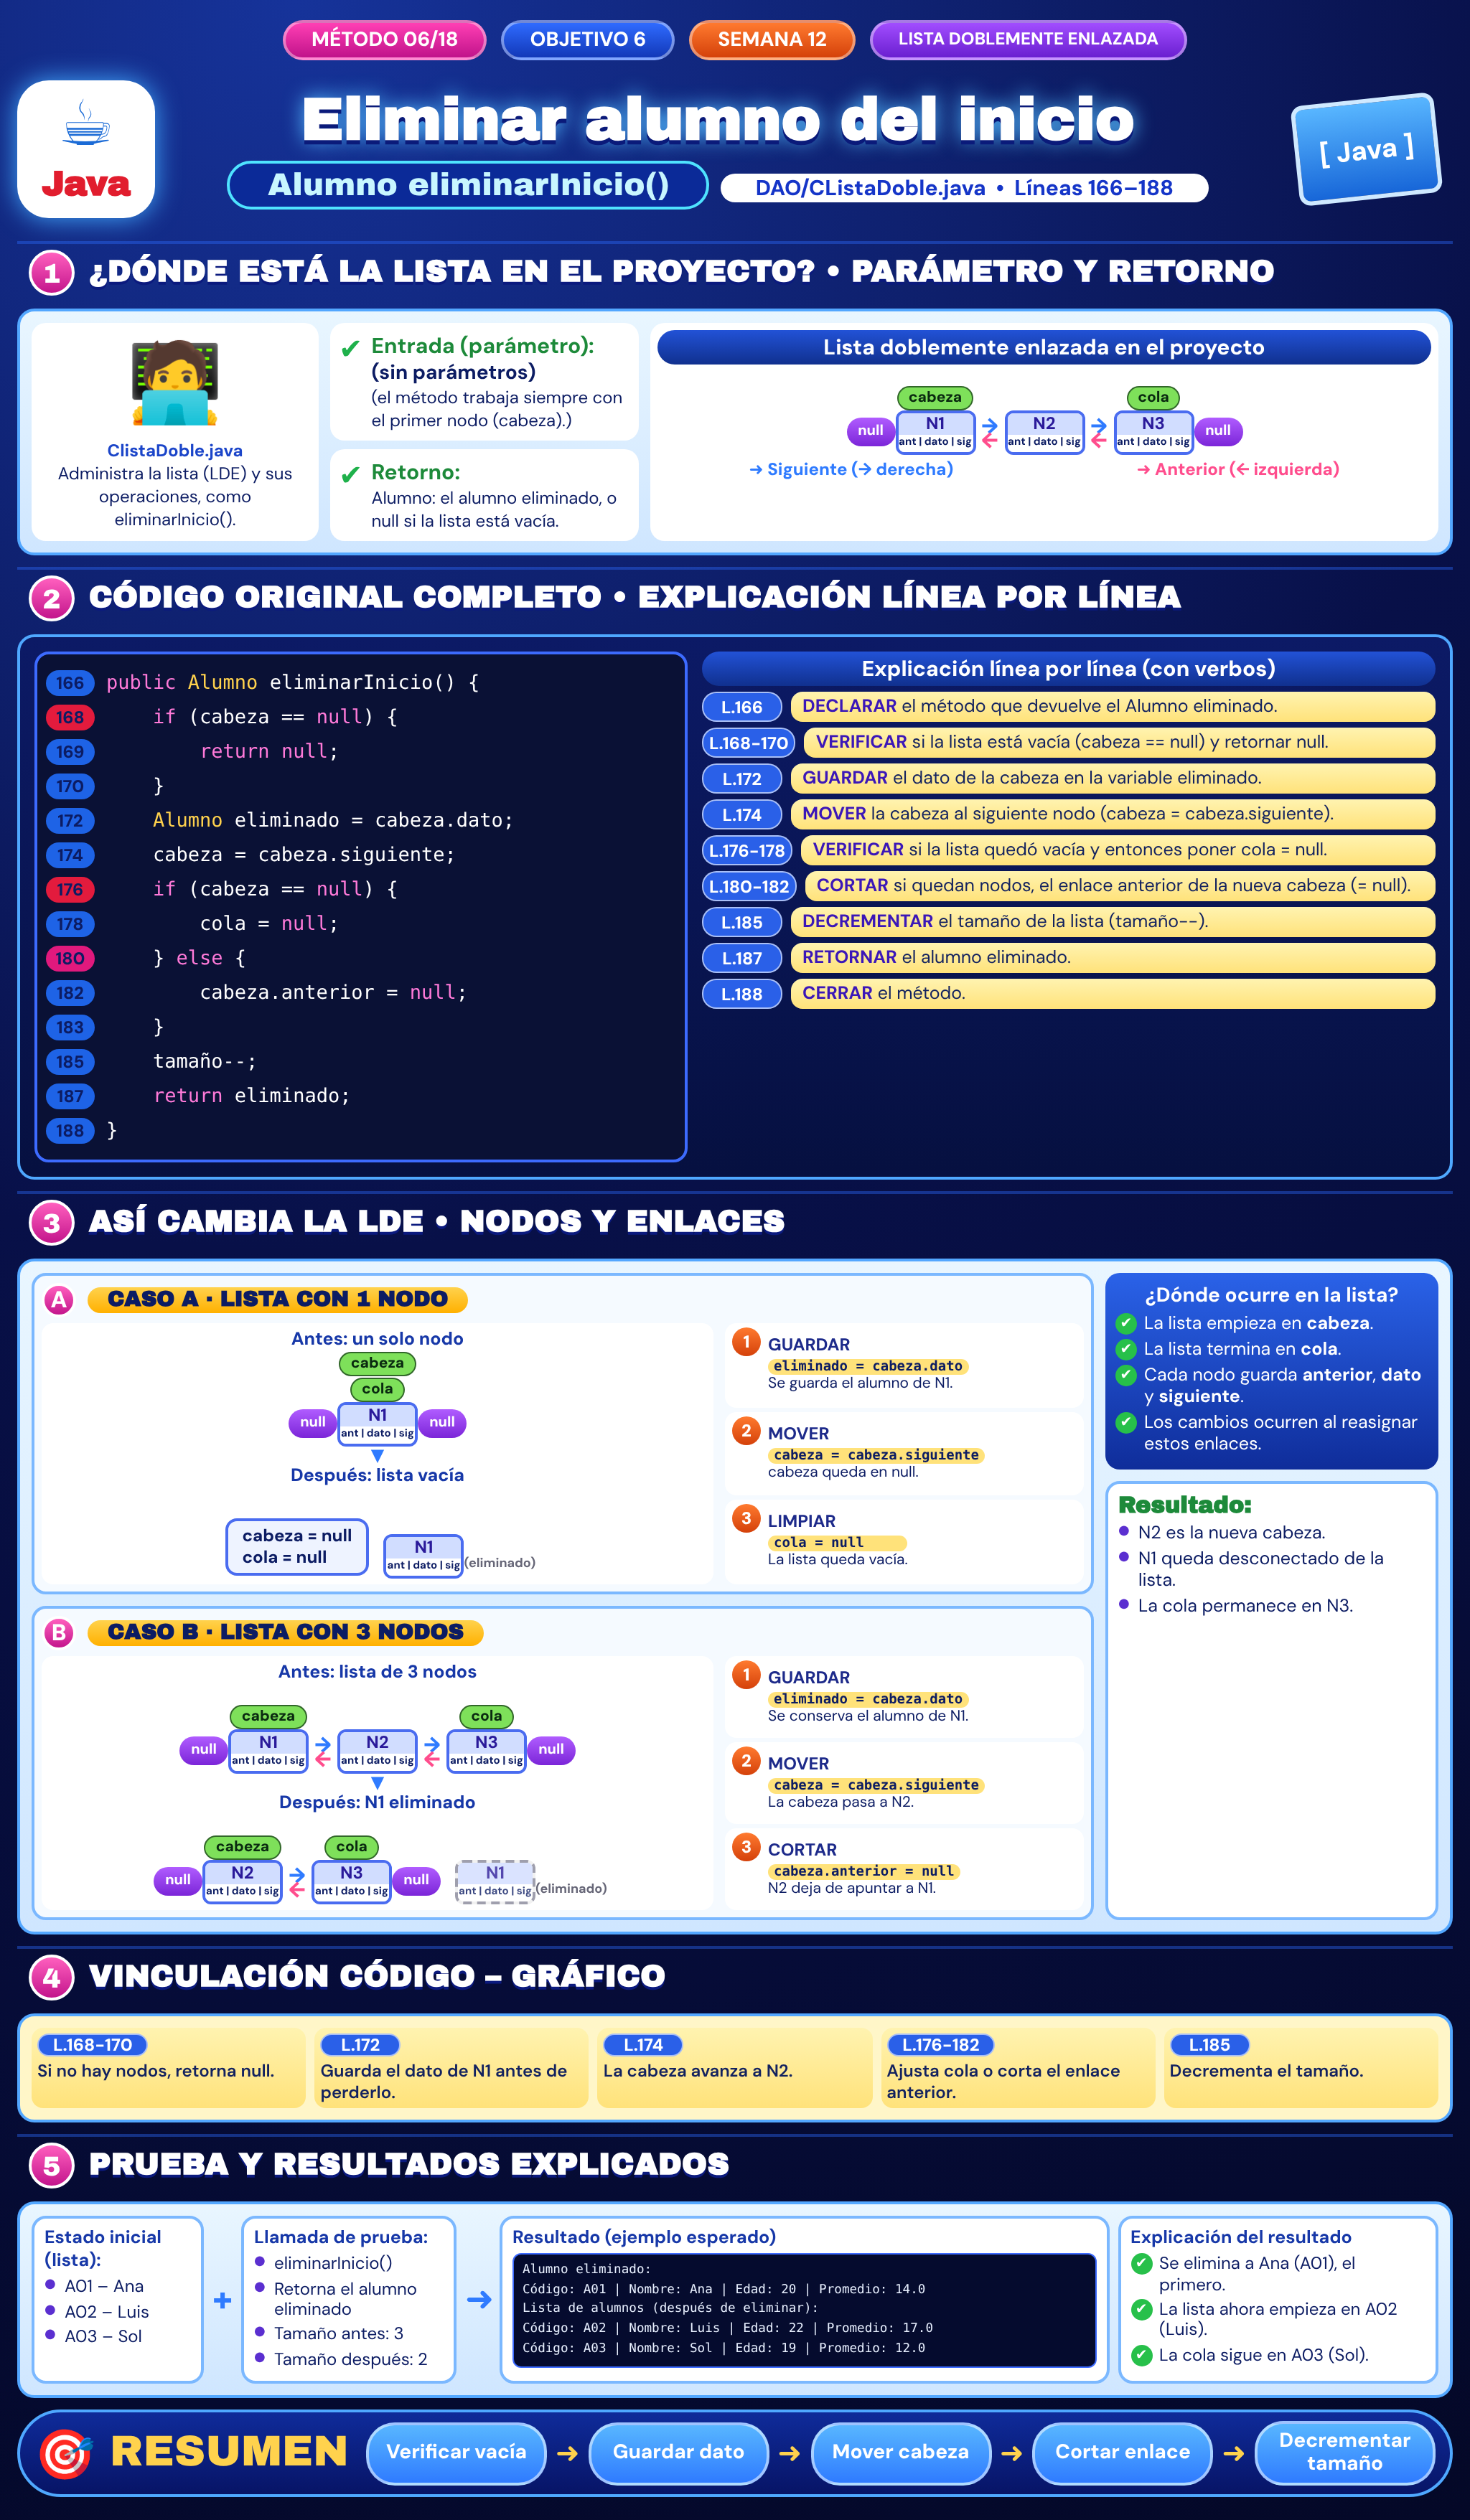 MÉTODO 06/18
OBJETIVO 6
SEMANA 12
LISTA DOBLEMENTE ENLAZADA
Java
Eliminar alumno del inicio
Alumno eliminarInicio()
DAO/CListaDoble.java • Líneas 166–188
[ Java ]
1 ¿DÓNDE ESTÁ LA LISTA EN EL PROYECTO? • PARÁMETRO Y RETORNO
ClistaDoble.java
Administra la lista (LDE) y sus
operaciones, como
eliminarInicio().
✔ Entrada (parámetro):
(sin parámetros)
(el método trabaja siempre con
el primer nodo (cabeza).)
✔ Retorno:
Alumno: el alumno eliminado, o
null si la lista está vacía.
Lista doblemente enlazada en el proyecto
cabeza
cola
null
N1
N2
N3
null
ant | dato | sig
ant | dato | sig
ant | dato | sig
→ Siguiente (→ derecha)
→ Anterior (← izquierda)
2 CÓDIGO ORIGINAL COMPLETO • EXPLICACIÓN LÍNEA POR LÍNEA
166 public Alumno eliminarInicio() {
168 if (cabeza == null) {
169 return null;
170 }
172 Alumno eliminado = cabeza.dato;
174 cabeza = cabeza.siguiente;
176 if (cabeza == null) {
178 cola = null;
180 } else {
182 cabeza.anterior = null;
183 }
185 tamaño--;
187 return eliminado;
188 }
Explicación línea por línea (con verbos)
L.166 DECLARAR el método que devuelve el Alumno eliminado.
L.168-170 VERIFICAR si la lista está vacía (cabeza == null) y retornar null.
L.172 GUARDAR el dato de la cabeza en la variable eliminado.
L.174 MOVER la cabeza al siguiente nodo (cabeza = cabeza.siguiente).
L.176-178 VERIFICAR si la lista quedó vacía y entonces poner cola = null.
L.180-182 CORTAR si quedan nodos, el enlace anterior de la nueva cabeza (= null).
L.185 DECREMENTAR el tamaño de la lista (tamaño--).
L.187 RETORNAR el alumno eliminado.
L.188 CERRAR el método.
3 ASÍ CAMBIA LA LDE • NODOS Y ENLACES
A CASO A · LISTA CON 1 NODO
Antes: un solo nodo
cabeza
cola
null
N1
null
ant | dato | sig
Después: lista vacía
cabeza = null
cola = null
N1
ant | dato | sig
(eliminado)
1 GUARDAR
eliminado = cabeza.dato
Se guarda el alumno de N1.
2 MOVER
cabeza = cabeza.siguiente
cabeza queda en null.
3 LIMPIAR
cola = null
La lista queda vacía.
B CASO B · LISTA CON 3 NODOS
Antes: lista de 3 nodos
cabeza
cola
null
N1
N2
N3
null
ant | dato | sig
ant | dato | sig
ant | dato | sig
Después: N1 eliminado
cabeza
cola
null
N2
N3
null
N1
ant | dato | sig
ant | dato | sig
ant | dato | sig
(eliminado)
1 GUARDAR
eliminado = cabeza.dato
Se conserva el alumno de N1.
2 MOVER
cabeza = cabeza.siguiente
La cabeza pasa a N2.
3 CORTAR
cabeza.anterior = null
N2 deja de apuntar a N1.
¿Dónde ocurre en la lista?
✔ La lista empieza en cabeza.
✔ La lista termina en cola.
✔ Cada nodo guarda anterior, dato
y siguiente.
✔ Los cambios ocurren al reasignar
estos enlaces.
Resultado:
● N2 es la nueva cabeza.
● N1 queda desconectado de la
lista.
● La cola permanece en N3.
4 VINCULACIÓN CÓDIGO – GRÁFICO
L.168-170
Si no hay nodos, retorna null.
L.172
Guarda el dato de N1 antes de
perderlo.
L.174
La cabeza avanza a N2.
L.176-182
Ajusta cola o corta el enlace
anterior.
L.185
Decrementa el tamaño.
5 PRUEBA Y RESULTADOS EXPLICADOS
Estado inicial
(lista):
● A01 – Ana
● A02 – Luis
● A03 – Sol
+
Llamada de prueba:
● eliminarInicio()
● Retorna el alumno
eliminado
● Tamaño antes: 3
● Tamaño después: 2
→
Resultado (ejemplo esperado)
Alumno eliminado:
Código: A01 | Nombre: Ana | Edad: 20 | Promedio: 14.0
Lista de alumnos (después de eliminar):
Código: A02 | Nombre: Luis | Edad: 22 | Promedio: 17.0
Código: A03 | Nombre: Sol | Edad: 19 | Promedio: 12.0
Explicación del resultado
✔ Se elimina a Ana (A01), el
primero.
✔ La lista ahora empieza en A02
(Luis).
✔ La cola sigue en A03 (Sol).
RESUMEN
Verificar vacía → Guardar dato → Mover cabeza → Cortar enlace → Decrementar
tamaño